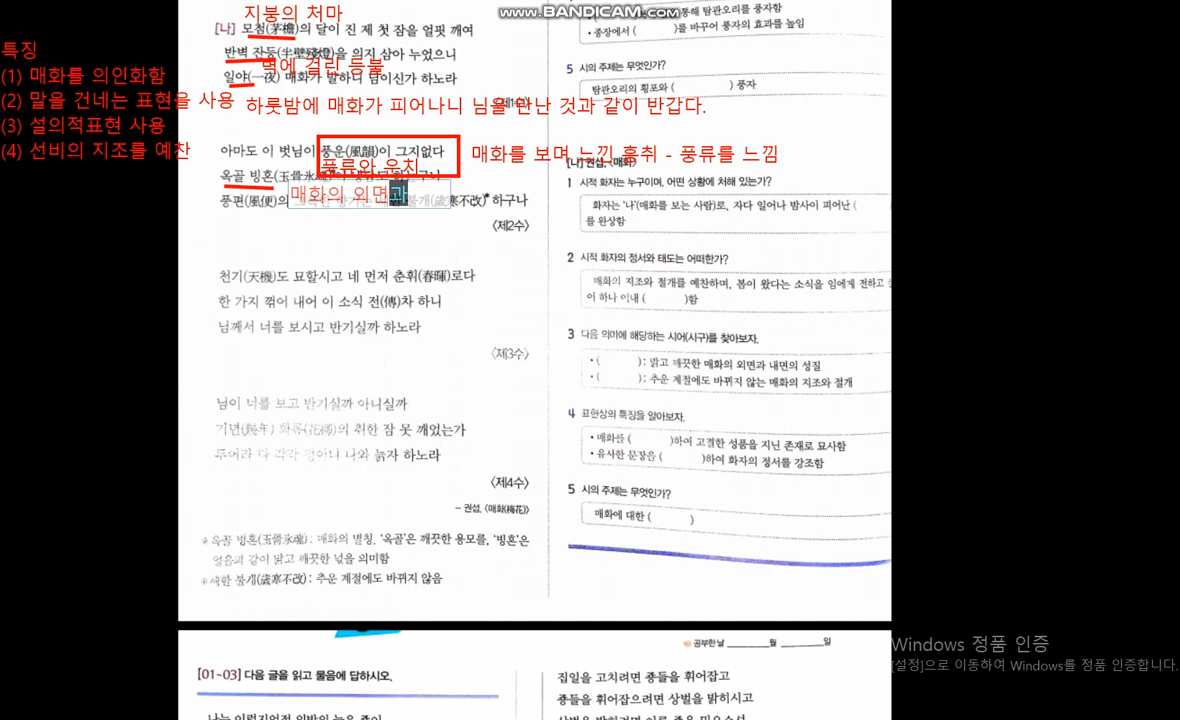 지붕의 처마
www.BANDICAM.com
특징
(1) 매화를 의인화함
(2) 말을 건네는 표현을 사용
(3) 설의적표현 사용
(4) 선비의 지조를 예찬
[나] 모첨(茅檐)의 달이 진 제 첫 잠을 얼핏 깨여
반벽 잔등(半壁殘燈)을 의지 삼아 누었으니
벽에 걸린 등불
일야(一夜) 매화가 발하니 님이신가 하노라
하룻밤에 매화가 피어나니 님을 만난 것과 같이 반갑다.
아마도 이 벗님이 풍운(風韻)이 그지없다
매화를 보며 느낀 흥취 - 풍류를 느낌
풍류와 운치
옥골 빙혼(玉骨氷魂)
매화의 외면과
풍편(風便)의 불개(歲寒不改)* 하구나
〈제2수〉
천기(天機)도 묘할시고 네 먼저 춘휘(春暉)로다
한 가지 꺾어 내어 이 소식 전(傳)차 하니
님께서 너를 보시고 반기실까 하노라
〈제3수〉
님이 너를 보고 반기실까 아니실까
기년(幾年) 화류(花柳)의 취한 잠 못 깨었는가
두어라 다 각각 정이니 나와 늙자 하노라
〈제4수〉
- 권섭, 〈매화(梅花)〉
* 옥골 빙혼(玉骨氷魂) : 매화의 별칭. '옥골'은 깨끗한 용모를, '빙혼'은
얼음과 같이 맑고 깨끗한 넋을 의미함
* 세한 불개(歲寒不改) : 추운 계절에도 바뀌지 않음
통해 탐관오리를 풍자함
• 종장에서 ( )를 바꾸어 풍자의 효과를 높임
5 시의 주제는 무엇인가?
탐관오리의 횡포와 ( ) 풍자
[나] 권섭, 〈매화〉
1 시적 화자는 누구이며, 어떤 상황에 처해 있는가?
화자는 '나'(매화를 보는 사람)로, 자다 일어나 밤사이 피어난 (
를 완상함
2 시적 화자의 정서와 태도는 어떠한가?
매화의 지조와 절개를 예찬하며, 봄이 왔다는 소식을 임에게 전하고
이 하나 이내 ( )함
3 다음 의미에 해당하는 시어(시구)를 찾아보자.
• ( ) : 맑고 깨끗한 매화의 외면과 내면의 성질
• ( ) : 추운 계절에도 바뀌지 않는 매화의 지조와 절개
4 표현상의 특징을 알아보자.
• 매화를 ( )하여 고결한 성품을 지닌 존재로 묘사함
• 유사한 문장을 ( )하여 화자의 정서를 강조함
5 시의 주제는 무엇인가?
매화에 대한 ( )
Windows 정품 인증
[설정]으로 이동하여 Windows를 정품 인증합니다.
공부한 날 월 일
[01~03] 다음 글을 읽고 물음에 답하시오.
집일을 고치려면 종들을 휘어잡고
종들을 휘어잡으려면 상벌을 밝히시고